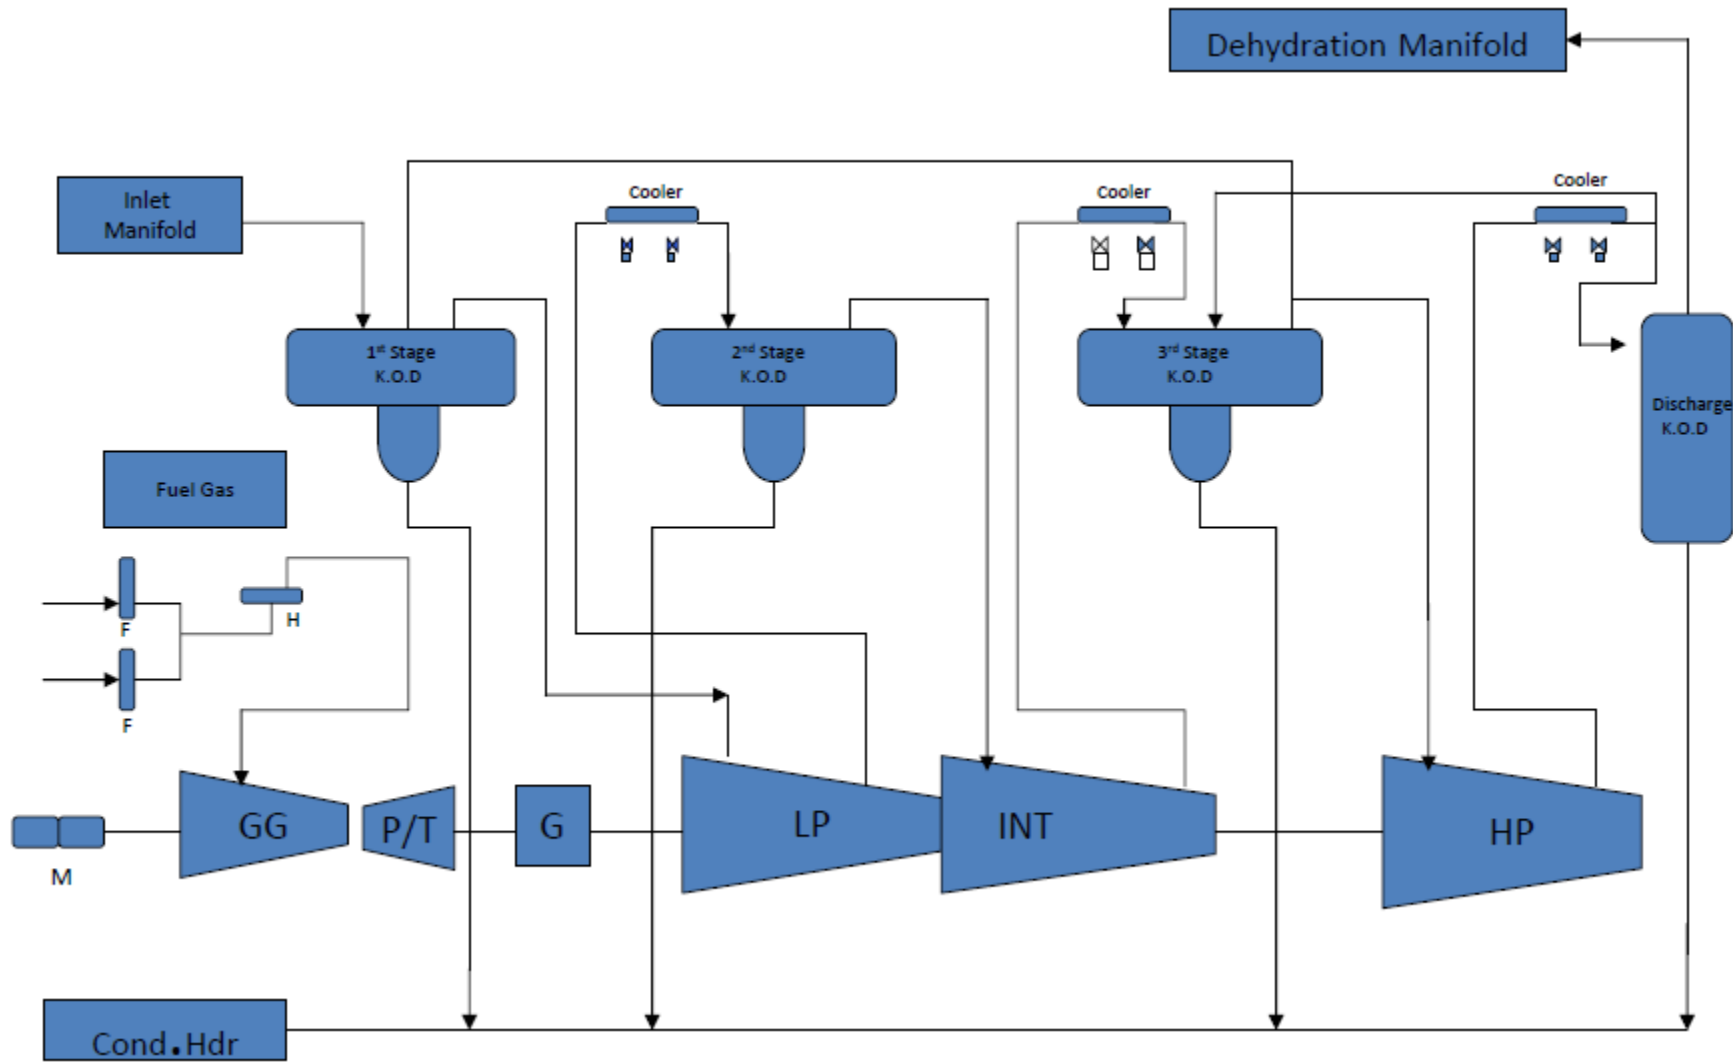 Dehydration Manifold
Inlet
Manifold
Cooler
Cooler
Cooler
1st Stage
K.O.D
2nd Stage
K.O.D
3rd Stage
K.O.D
Discharge
K.O.D
Fuel Gas
F
H
F
GG
P/T
G
LP
INT
HP
M
Cond.Hdr